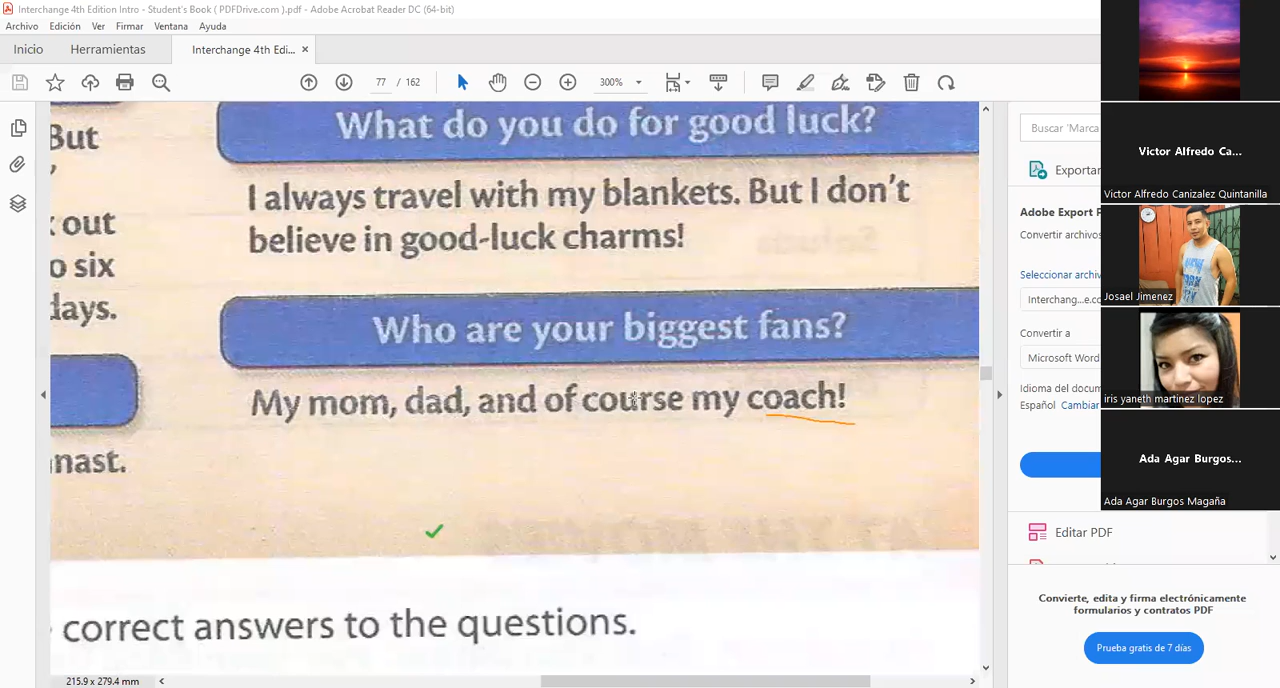 Interchange 4th Edition Intro - Student's Book ( PDFDrive.com ).pdf - Adobe Acrobat Reader DC (64-bit)
Archivo Edición Ver Firmar Ventana Ayuda
Inicio Herramientas Interchange 4th Edi... ×
77 / 162 300%
But
out
o six
days.
nast.
What do you do for good luck?
I always travel with my blankets. But I don't
believe in good-luck charms!
Who are your biggest fans?
My mom, dad, and of course my coach!
correct answers to the questions.
215.9 x 279.4 mm
Buscar 'Marca
Exportar
Adobe Export P
Convertir archivos
Seleccionar archiv
Interchang...e.co
Convertir a
Microsoft Word
Idioma del docum
Español Cambiar
Editar PDF
Convierte, edita y firma electrónicamente
formularios y contratos PDF
Prueba gratis de 7 días
Victor Alfredo Ca...
Victor Alfredo Canizalez Quintanilla
Josael Jimenez
iris yaneth martinez lopez
Ada Agar Burgos...
Ada Agar Burgos Magaña